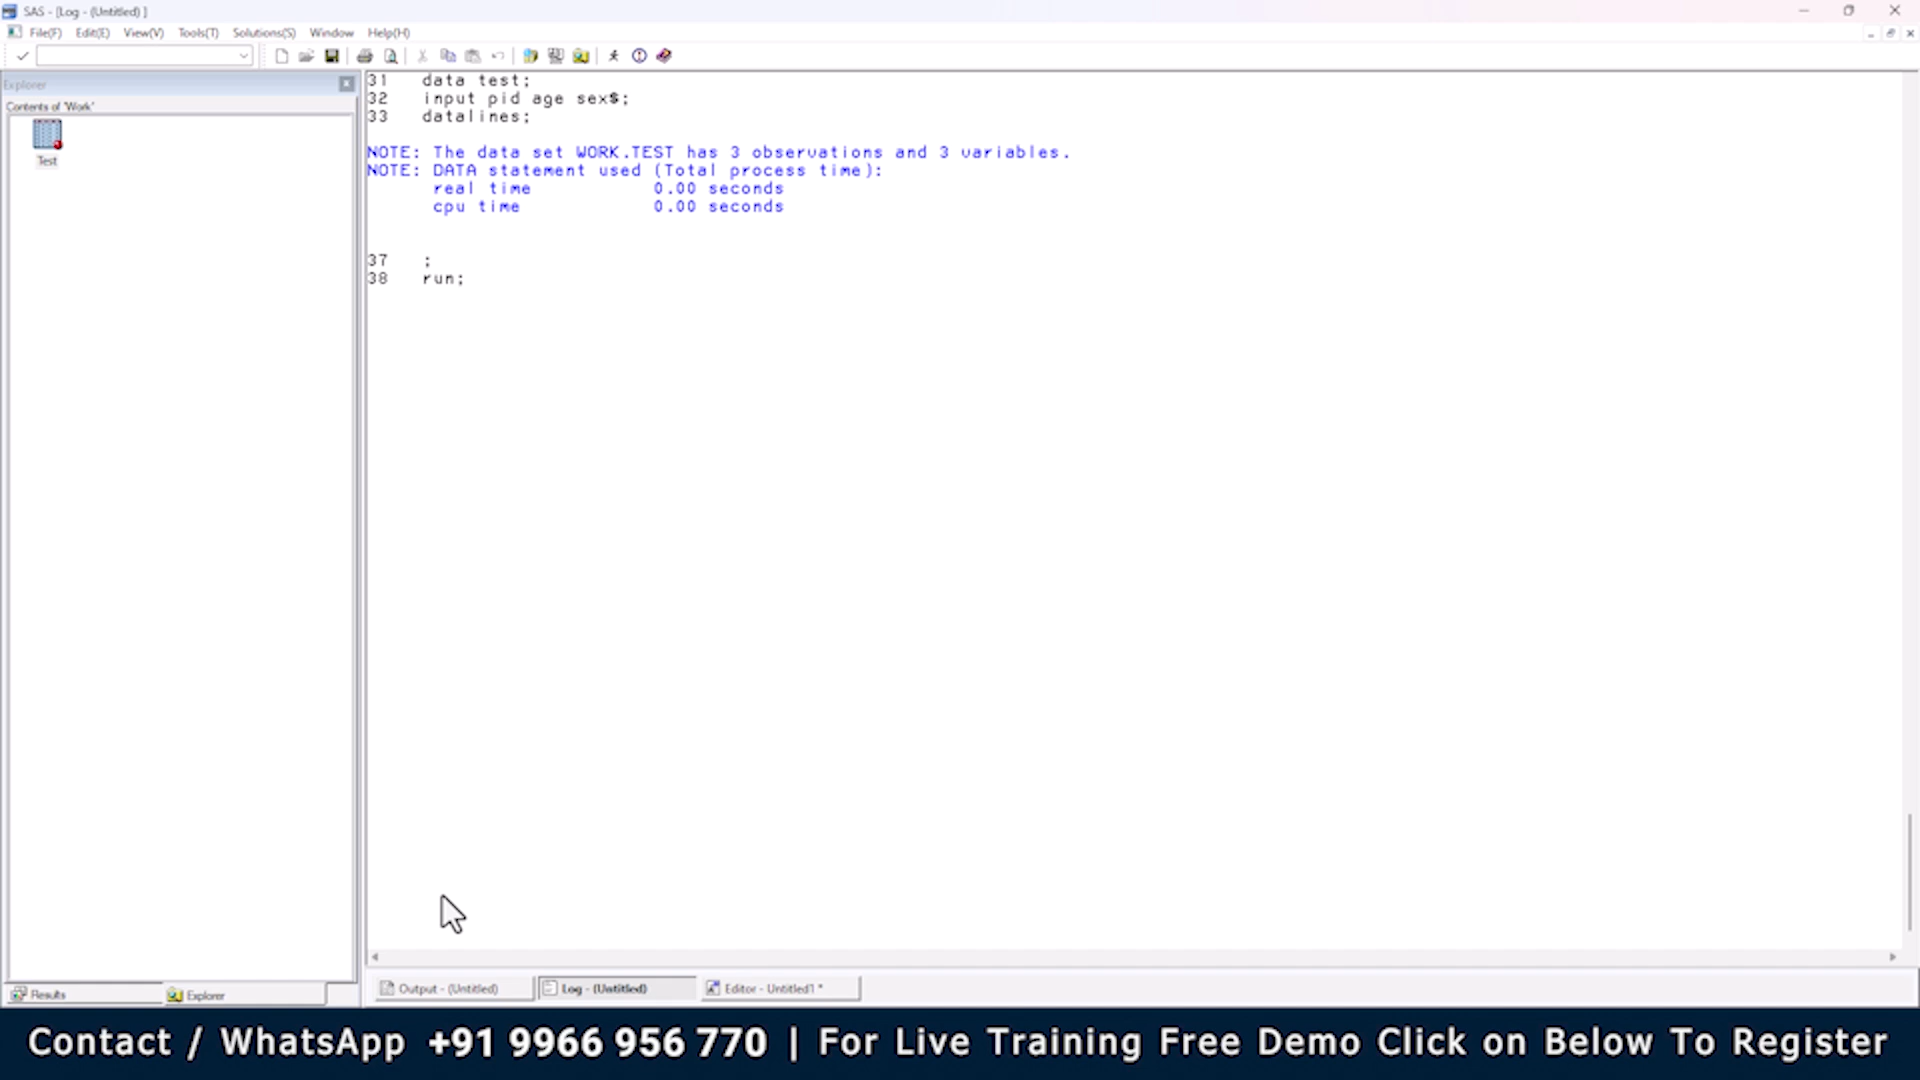 SAS - [Log - (Untitled) ]
File(F) Edit(E) View(V) Tools(T) Solutions(S) Window Help(H)
Explorer
Contents of 'Work'
Test
31 data test;
32 input pid age sex$;
33 datalines;
NOTE: The data set WORK.TEST has 3 observations and 3 variables.
NOTE: DATA statement used (Total process time):
real time 0.00 seconds
cpu time 0.00 seconds
37 ;
38 run;
Results Explorer
Output - (Untitled) Log - (Untitled) Editor - Untitled1 *
Contact / WhatsApp +91 9966 956 770 | For Live Training Free Demo Click on Below To Register